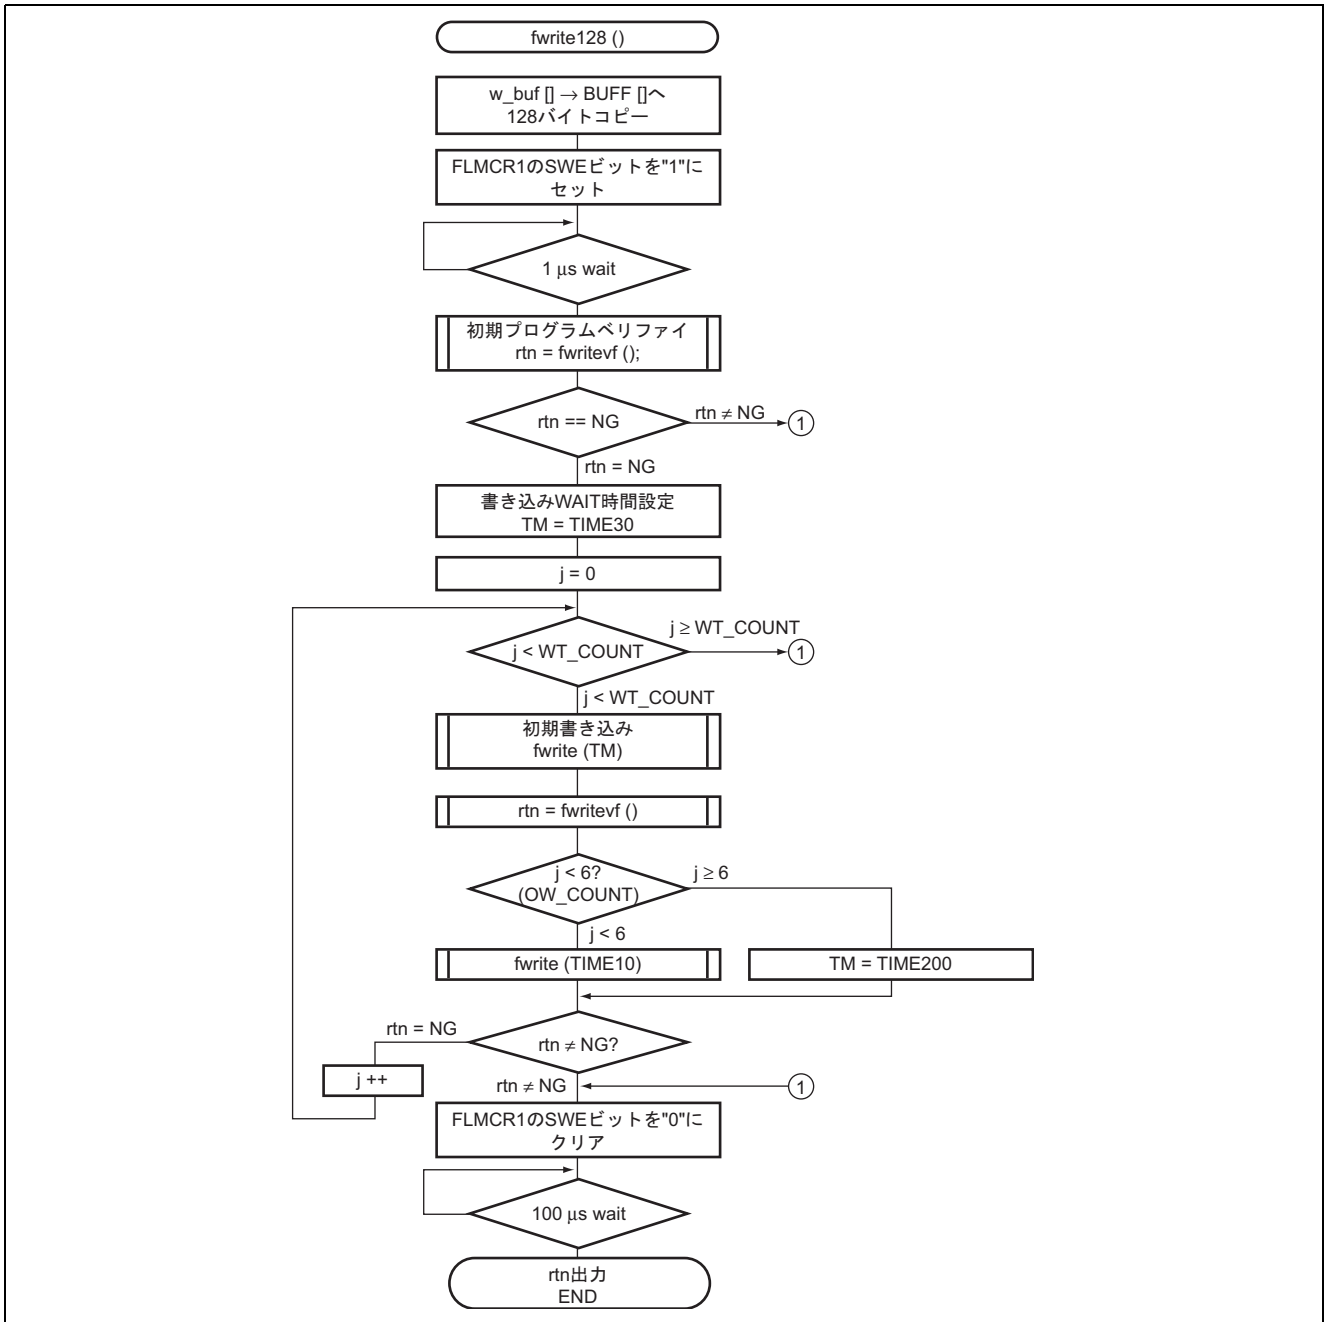 fwrite128 ()
w_buf [] → BUFF []へ
128バイトコピー
FLMCR1のSWEビットを"1"に
セット
1 μs wait
初期プログラムベリファイ
rtn = fwritevf ();
rtn == NG
rtn ≠ NG
1
rtn = NG
書き込みWAIT時間設定
TM = TIME30
j = 0
j ≥ WT_COUNT
j < WT_COUNT
1
j < WT_COUNT
初期書き込み
fwrite (TM)
rtn = fwritevf ()
j < 6?
(OW_COUNT)
j ≥ 6
j < 6
fwrite (TIME10)
TM = TIME200
rtn = NG
rtn ≠ NG?
j ++
rtn ≠ NG
1
FLMCR1のSWEビットを"0"に
クリア
100 μs wait
rtn出力
END